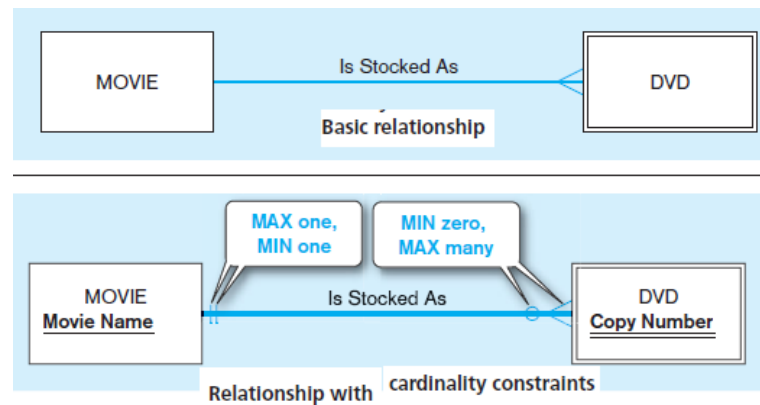 Is Stocked As
MOVIE
DVD
Basic relationship
MAX one,
MIN one
MIN zero,
MAX many
MOVIE
Movie Name
Is Stocked As
DVD
Copy Number
Relationship with cardinality constraints